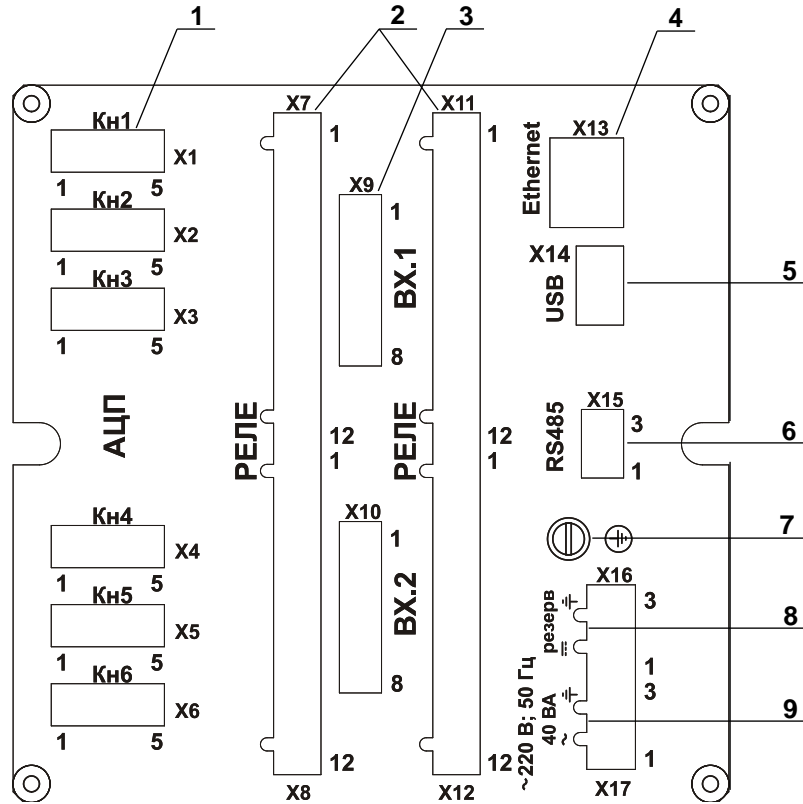 1
2
3
4
5
6
7
8
9
Кн1
X1
1 5
Кн2
X2
1 5
Кн3
X3
1 5
АЦП
Кн4
X4
1 5
Кн5
X5
1 5
Кн6
X6
1 5
X7
1
12
РЕЛЕ
1
12
X8
X9
1
ВХ.1
8
X10
1
ВХ.2
8
X11
1
12
РЕЛЕ
1
12
X12
X13
Ethernet
X14
USB
X15
RS485
3
1
X16
резерв
3
1
~220 В; 50 Гц
40 ВА
~
3
1
X17